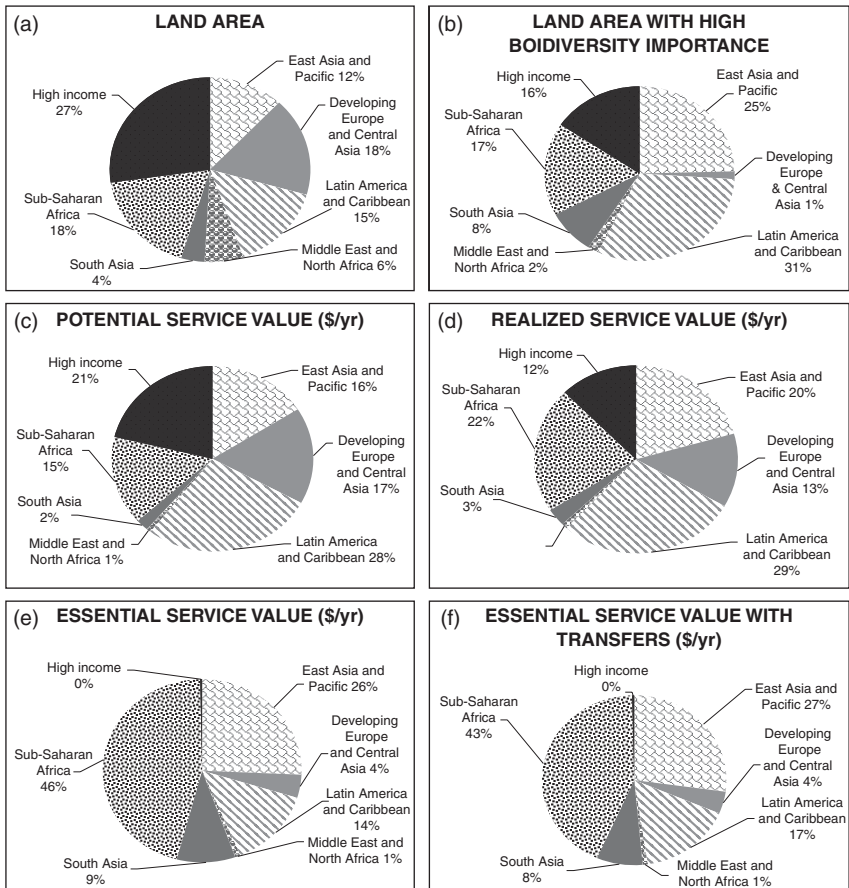 (a) LAND AREA
East Asia and
Pacific 12%
High income
27%
Developing
Europe
and Central
Asia 18%
Latin America
and Caribbean
15%
Sub-Saharan
Africa
18%
South Asia
4%
Middle East and
North Africa 6%
(b) LAND AREA WITH HIGH
BOIDIVERSITY IMPORTANCE
High income
16%
East Asia and
Pacific
25%
Sub-Saharan
Africa
17%
Developing
Europe
& Central
Asia 1%
South Asia
8%
Middle East and
North Africa 2%
Latin America
and Caribbean
31%
(c) POTENTIAL SERVICE VALUE ($/yr)
High income
21%
East Asia and
Pacific 16%
Sub-Saharan
Africa
15%
Developing
Europe
and Central
Asia 17%
South Asia
2%
Middle East and
North Africa 1%
Latin America
and Caribbean 28%
(d) REALIZED SERVICE VALUE ($/yr)
High income
12%
East Asia and
Pacific 20%
Sub-Saharan
Africa
22%
Developing
Europe
and Central
Asia 13%
South Asia
3%
Latin America
and Caribbean
29%
(e) ESSENTIAL SERVICE VALUE ($/yr)
High income
0%
East Asia and
Pacific 26%
Developing
Europe
and Central
Asia 4%
Sub-Saharan
Africa
46%
Latin America
and Caribbean
14%
Middle East and
North Africa 1%
South Asia
9%
(f) ESSENTIAL SERVICE VALUE WITH
TRANSFERS ($/yr)
High income
0%
East Asia and
Pacific 27%
Sub-Saharan
Africa
43%
Developing
Europe
and Central
Asia 4%
Latin America
and Caribbean
17%
South Asia
8%
Middle East and
North Africa 1%